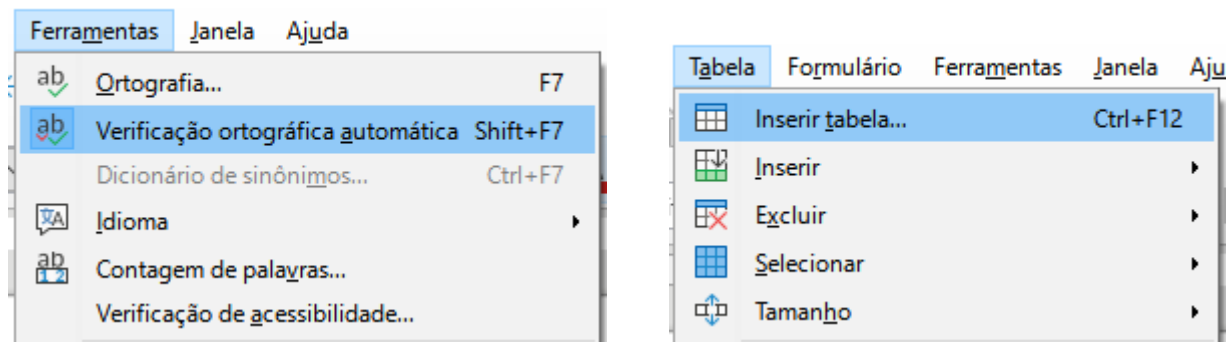 Ferramentas Janela Ajuda
Ortografia... F7
Verificação ortográfica automática Shift+F7
Dicionário de sinônimos... Ctrl+F7
Idioma
Contagem de palavras...
Verificação de acessibilidade...
Tabela Formulário Ferramentas Janela Aju
Inserir tabela... Ctrl+F12
Inserir
Excluir
Selecionar
Tamanho